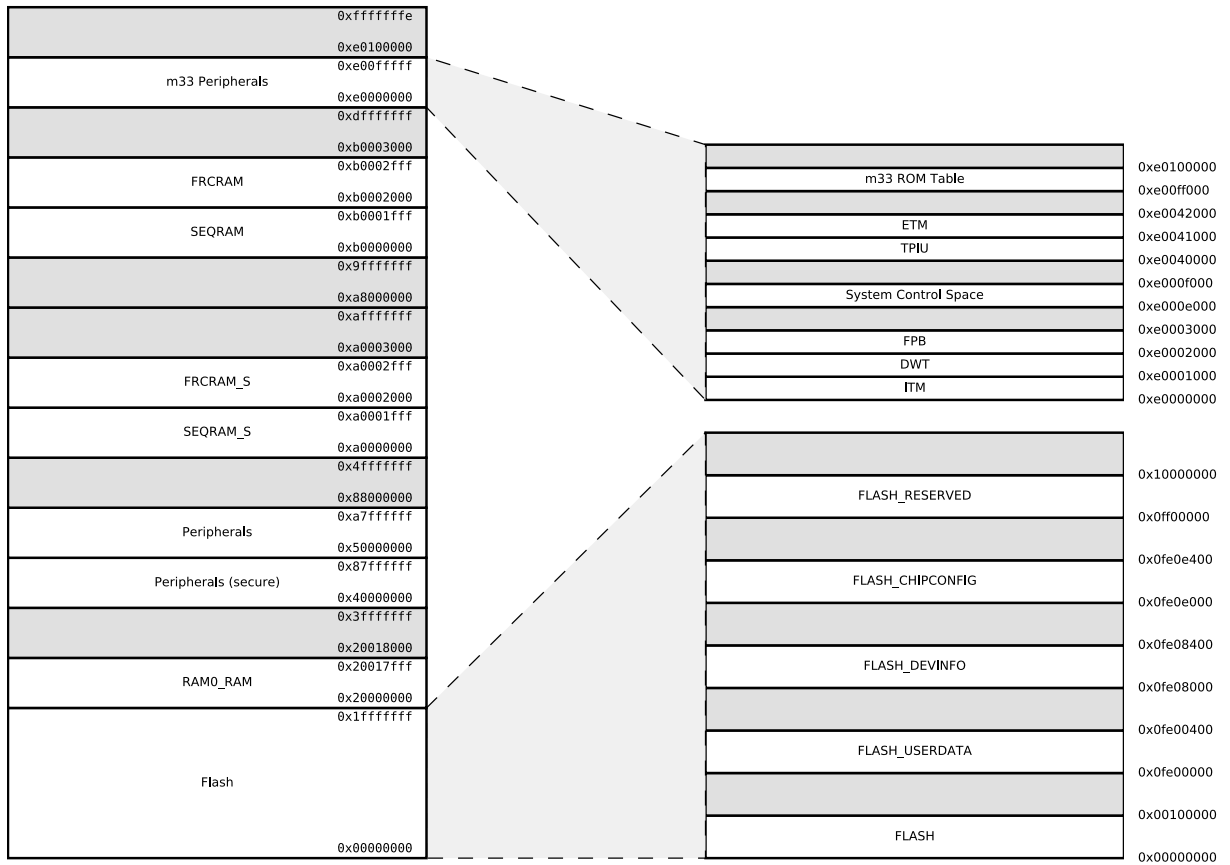 0xfffffffe
0xe0100000
0xe00fffff
m33 Peripherals
0xe0000000
0xdfffffff
0xb0003000
0xb0002fff
FRCRAM
0xb0002000
0xb0001fff
SEQRAM
0xb0000000
0x9fffffff
0xa8000000
0xafffffff
0xa0003000
0xa0002fff
FRCRAM_S
0xa0002000
0xa0001fff
SEQRAM_S
0xa0000000
0x4fffffff
0x88000000
0xa7ffffff
Peripherals
0x50000000
0x87ffffff
Peripherals (secure)
0x40000000
0x3fffffff
0x20018000
0x20017fff
RAM0_RAM
0x20000000
0x1fffffff
Flash
0x00000000
0xe0100000
m33 ROM Table
0xe00ff000
0xe0042000
ETM
0xe0041000
TPIU
0xe0040000
0xe000f000
System Control Space
0xe000e000
0xe0003000
FPB
0xe0002000
DWT
0xe0001000
ITM
0xe0000000
0x10000000
FLASH_RESERVED
0x0ff00000
0x0fe0e400
FLASH_CHIPCONFIG
0x0fe0e000
0x0fe08400
FLASH_DEVINFO
0x0fe08000
0x0fe00400
FLASH_USERDATA
0x0fe00000
0x00100000
FLASH
0x00000000